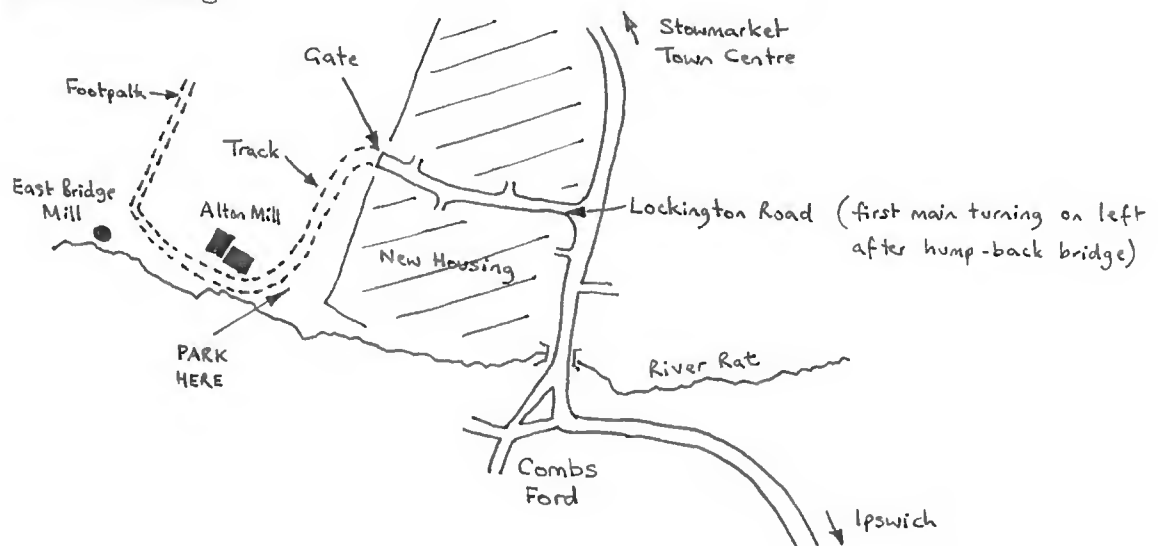 Stowmarket
Town Centre
Gate
Footpath
Track
East Bridge
Mill
Alton Mill
Lockington Road (first main turning on left
after hump-back bridge)
New Housing
PARK
HERE
River Rat
Combs
Ford
Ipswich